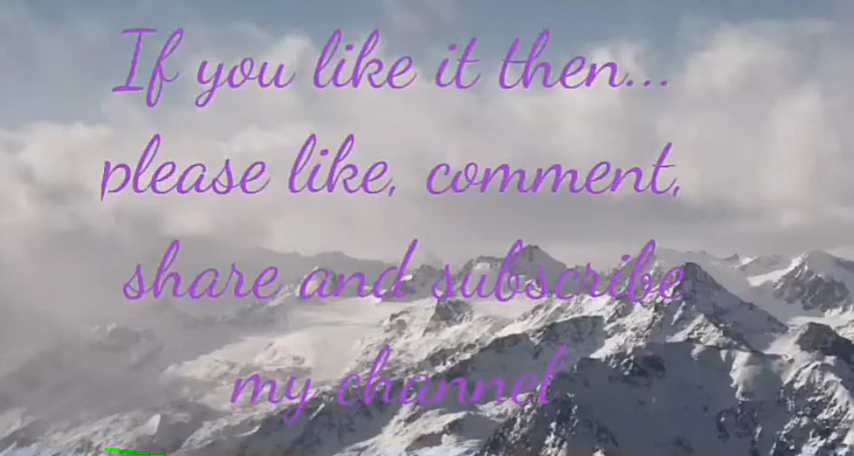 If you like it then...
please like, comment,
share and subscribe
my channel